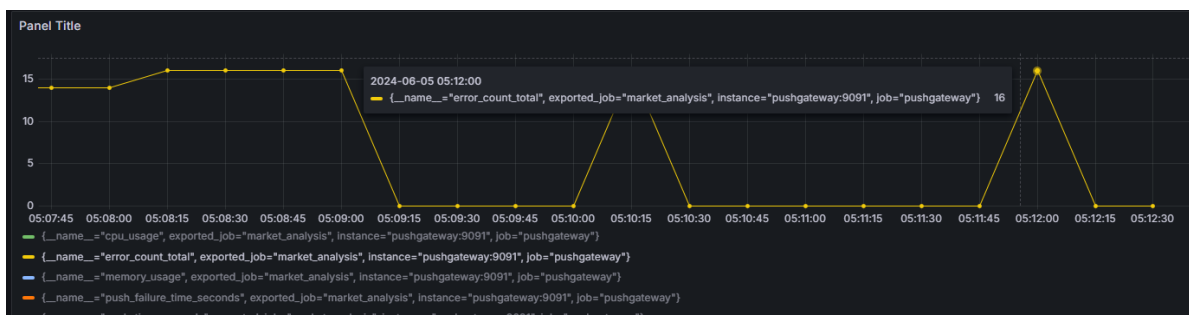 Panel Title
15
2024-06-05 05:12:00
{__name__="error_count_total", exported_job="market_analysis", instance="pushgateway:9091", job="pushgateway"} 16
10
5
0
05:07:45 05:08:00 05:08:15 05:08:30 05:08:45 05:09:00 05:09:15 05:09:30 05:09:45 05:10:00 05:10:15 05:10:30 05:10:45 05:11:00 05:11:15 05:11:30 05:11:45 05:12:00 05:12:15 05:12:30
{__name__="cpu_usage", exported_job="market_analysis", instance="pushgateway:9091", job="pushgateway"}
{__name__="error_count_total", exported_job="market_analysis", instance="pushgateway:9091", job="pushgateway"}
{__name__="memory_usage", exported_job="market_analysis", instance="pushgateway:9091", job="pushgateway"}
{__name__="push_failure_time_seconds", exported_job="market_analysis", instance="pushgateway:9091", job="pushgateway"}